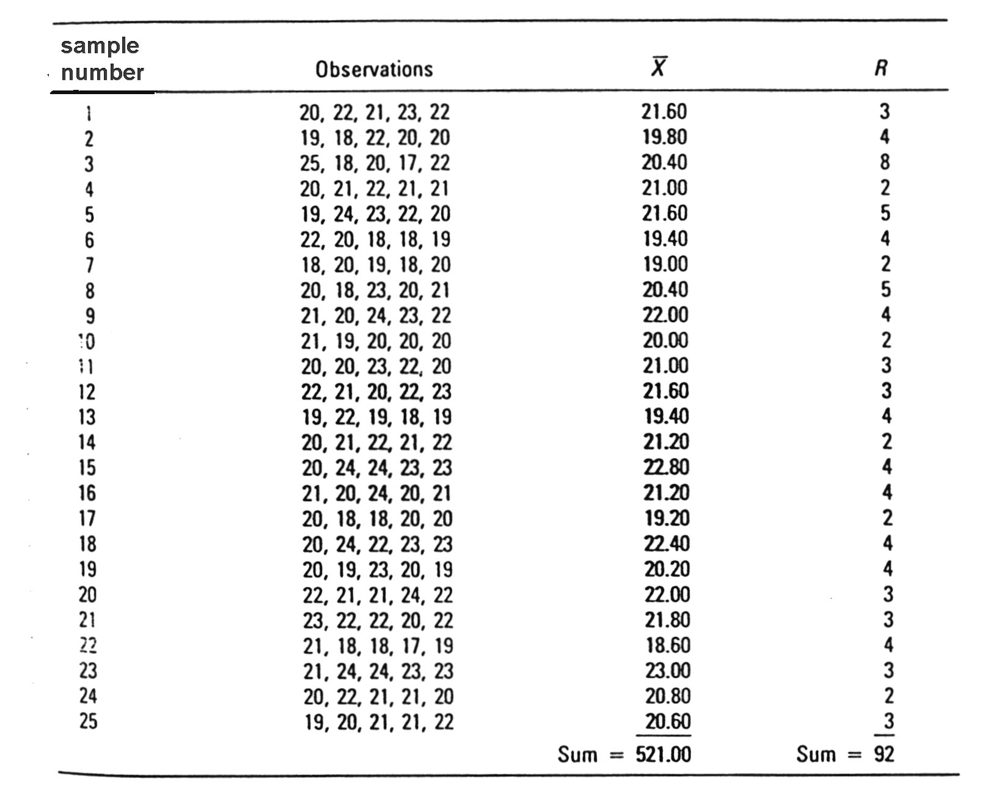 sample
number Observations X̅ R
1 20, 22, 21, 23, 22 21.60 3
2 19, 18, 22, 20, 20 19.80 4
3 25, 18, 20, 17, 22 20.40 8
4 20, 21, 22, 21, 21 21.00 2
5 19, 24, 23, 22, 20 21.60 5
6 22, 20, 18, 18, 19 19.40 4
7 18, 20, 19, 18, 20 19.00 2
8 20, 18, 23, 20, 21 20.40 5
9 21, 20, 24, 23, 22 22.00 4
10 21, 19, 20, 20, 20 20.00 2
11 20, 20, 23, 22, 20 21.00 3
12 22, 21, 20, 22, 23 21.60 3
13 19, 22, 19, 18, 19 19.40 4
14 20, 21, 22, 21, 22 21.20 2
15 20, 24, 24, 23, 23 22.80 4
16 21, 20, 24, 20, 21 21.20 4
17 20, 18, 18, 20, 20 19.20 2
18 20, 24, 22, 23, 23 22.40 4
19 20, 19, 23, 20, 19 20.20 4
20 22, 21, 21, 24, 22 22.00 3
21 23, 22, 22, 20, 22 21.80 3
22 21, 18, 18, 17, 19 18.60 4
23 21, 24, 24, 23, 23 23.00 3
24 20, 22, 21, 21, 20 20.80 2
25 19, 20, 21, 21, 22 20.60 3
Sum = 521.00 Sum = 92